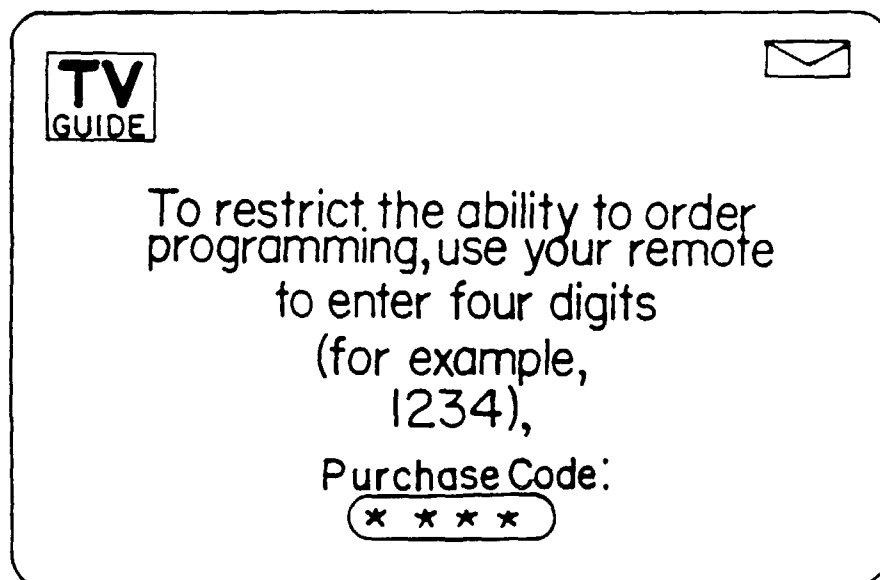 TV
GUIDE
To restrict the ability to order
programming, use your remote
to enter four digits
(for example,
1234),
Purchase Code:
* * * *